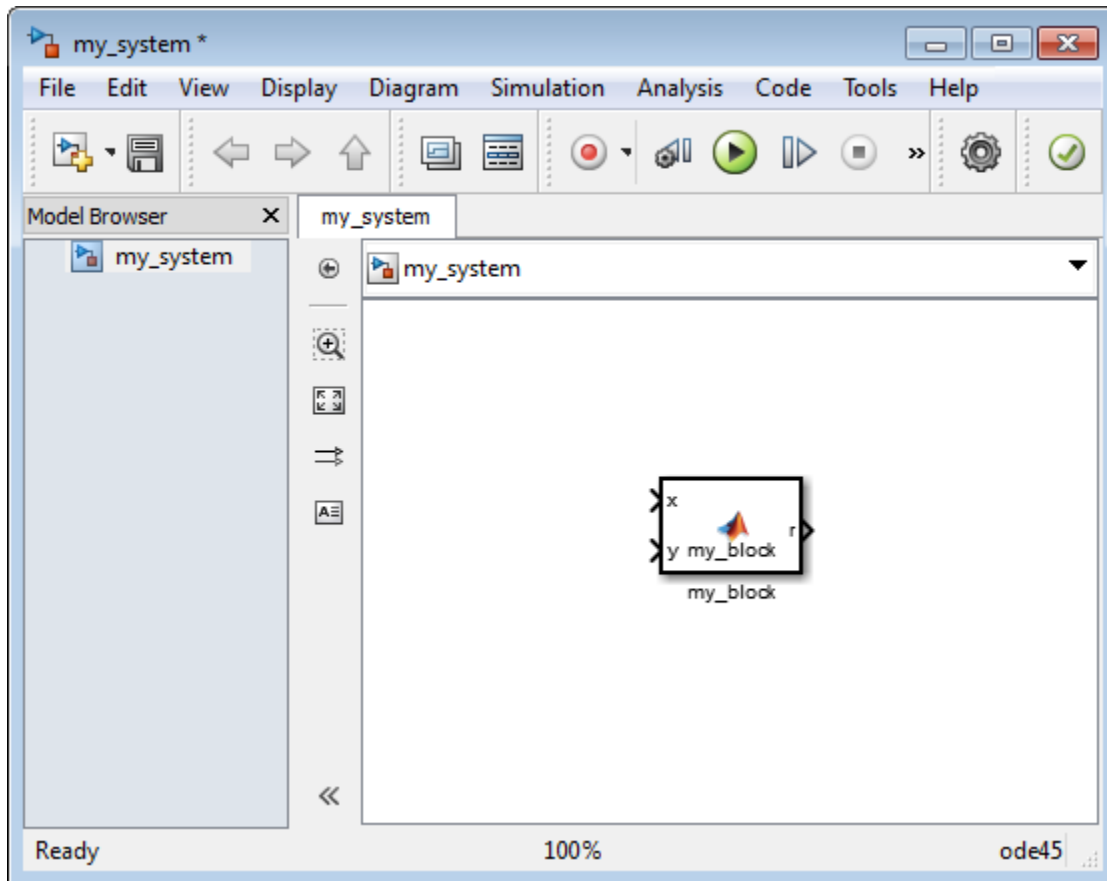 my_system *
File Edit View Display Diagram Simulation Analysis Code Tools Help
Model Browser
my_system
my_system
my_system
x
r
y my_block
my_block
Ready 100% ode45